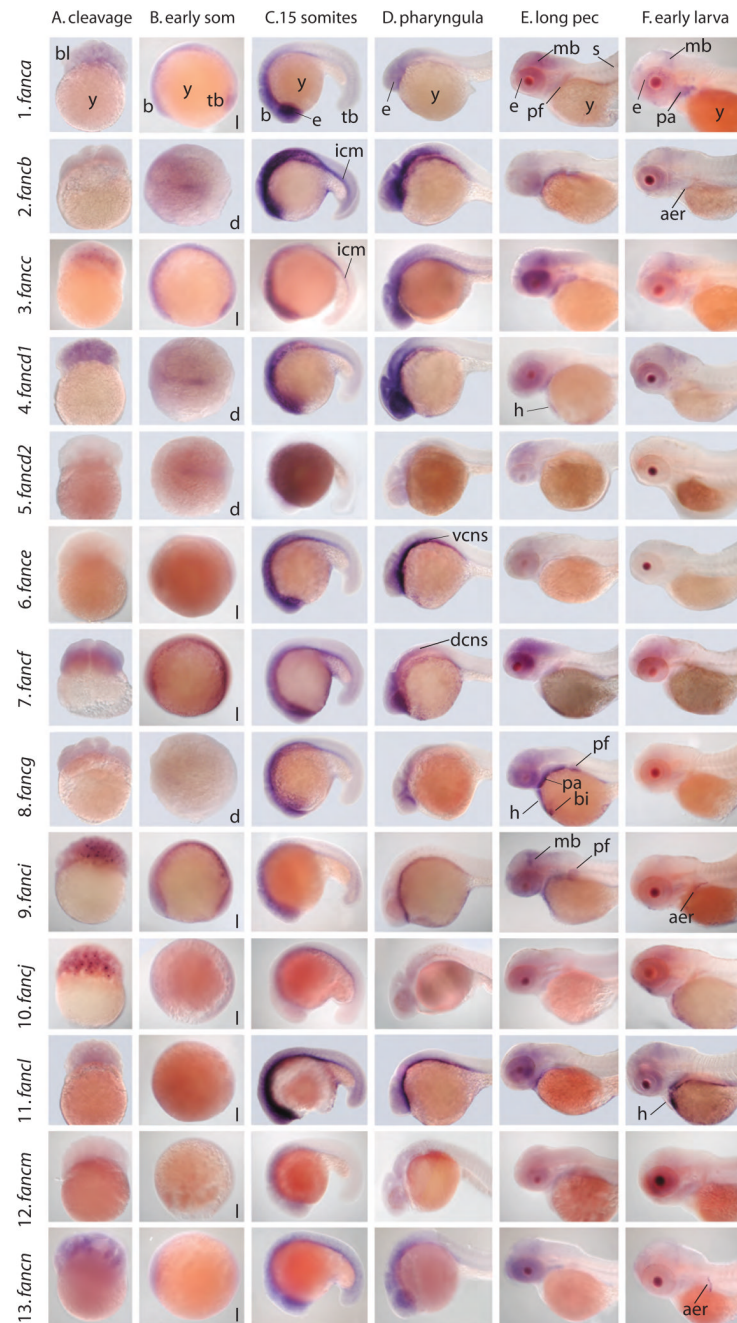 A. cleavage B. early som C.15 somites D. pharyngula E. long pec F. early larva
1.fanca bl y b y tb l y b e tb e y mb s e pf y mb e pa y
2.fancb d icm aer
3.fancc l icm
4.fancd1 d h
5.fancd2 d
6.fance l vcns
7.fancf l dcns
8.fancg d pf pa h bi
9.fanci l mb pf aer
10.fancj l
11.fancl l h
12.fancm l
13.fancn l aer